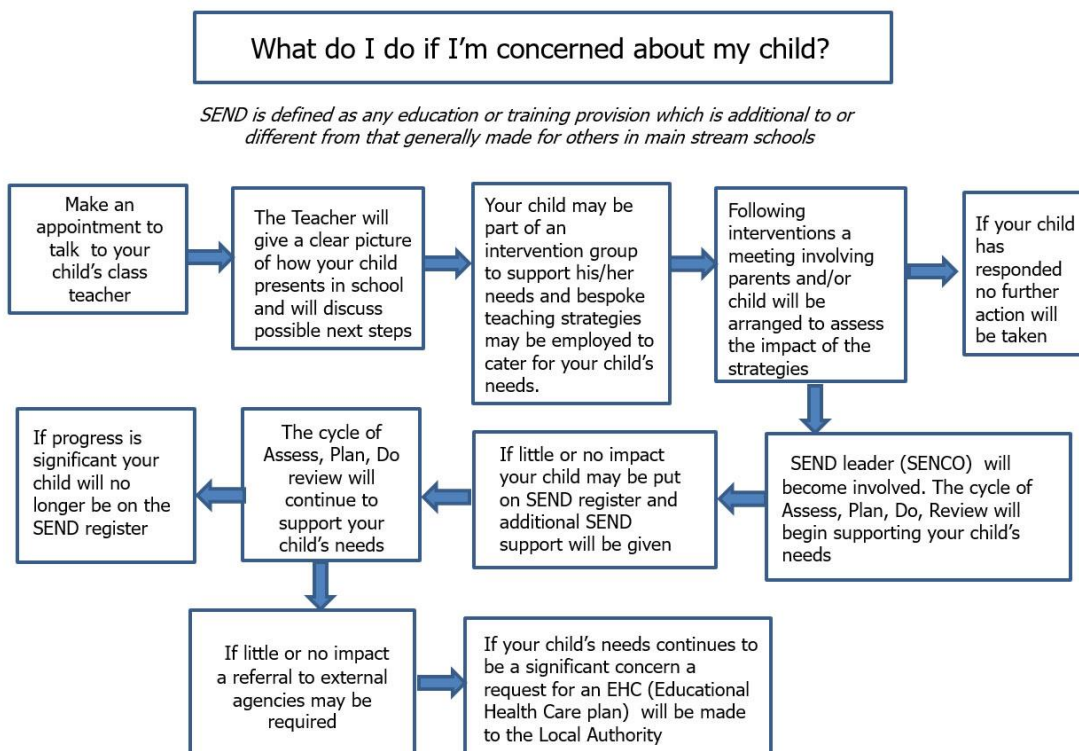 What do I do if I'm concerned about my child?
SEND is defined as any education or training provision which is additional to or
different from that generally made for others in main stream schools
Make an
appointment to
talk to your
child's class
teacher
The Teacher will
give a clear picture
of how your child
presents in school
and will discuss
possible next steps
Your child may be
part of an
intervention group
to support his/her
needs and bespoke
teaching strategies
may be employed to
cater for your child's
needs.
Following
interventions a
meeting involving
parents and/or
child will be
arranged to assess
the impact of the
strategies
If your child
has
responded
no further
action will
be taken
SEND leader (SENCO) will
become involved. The cycle of
Assess, Plan, Do, Review will
begin supporting your child's
needs
If little or no impact
your child may be put
on SEND register and
additional SEND
support will be given
The cycle of
Assess, Plan, Do
review will
continue to
support your
child's needs
If progress is
significant your
child will no
longer be on the
SEND register
If little or no impact
a referral to external
agencies may be
required
If your child's needs continues to
be a significant concern a
request for an EHC (Educational
Health Care plan) will be made
to the Local Authority